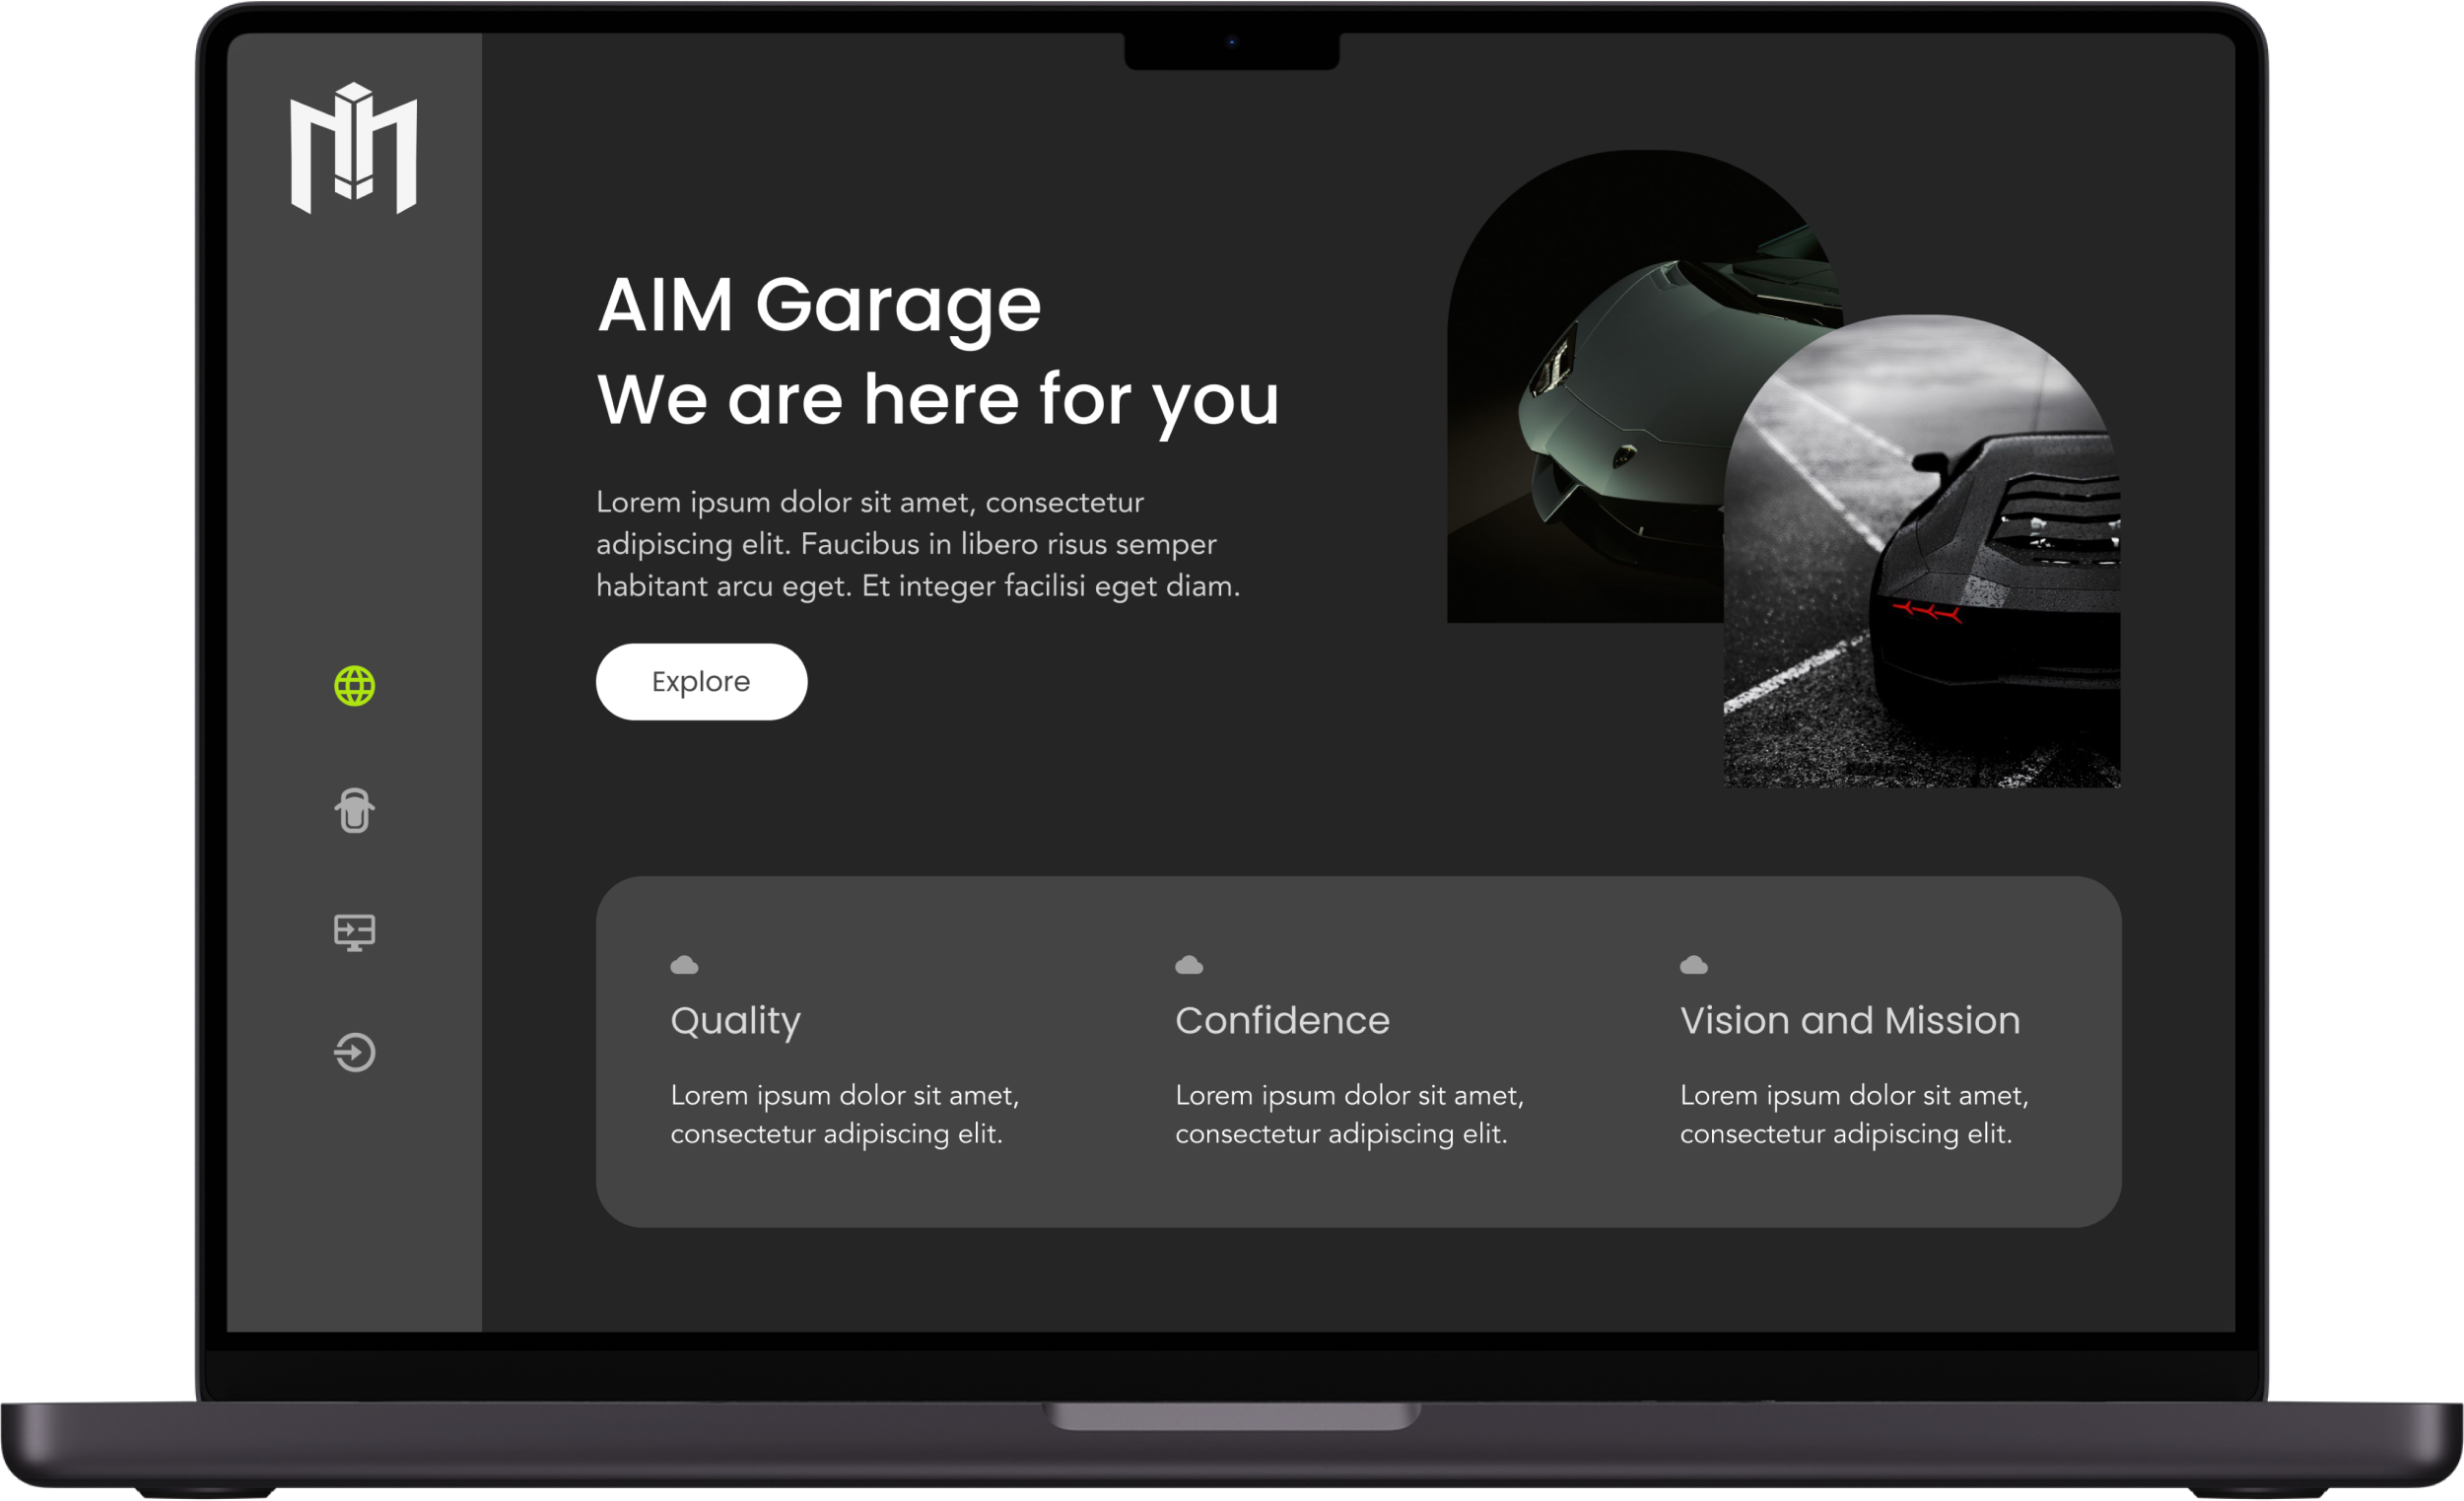 AIM Garage
We are here for you
Lorem ipsum dolor sit amet, consectetur
adipiscing elit. Faucibus in libero risus semper
habitant arcu eget. Et integer facilisi eget diam.
Explore
Quality
Lorem ipsum dolor sit amet,
consectetur adipiscing elit.
Confidence
Lorem ipsum dolor sit amet,
consectetur adipiscing elit.
Vision and Mission
Lorem ipsum dolor sit amet,
consectetur adipiscing elit.